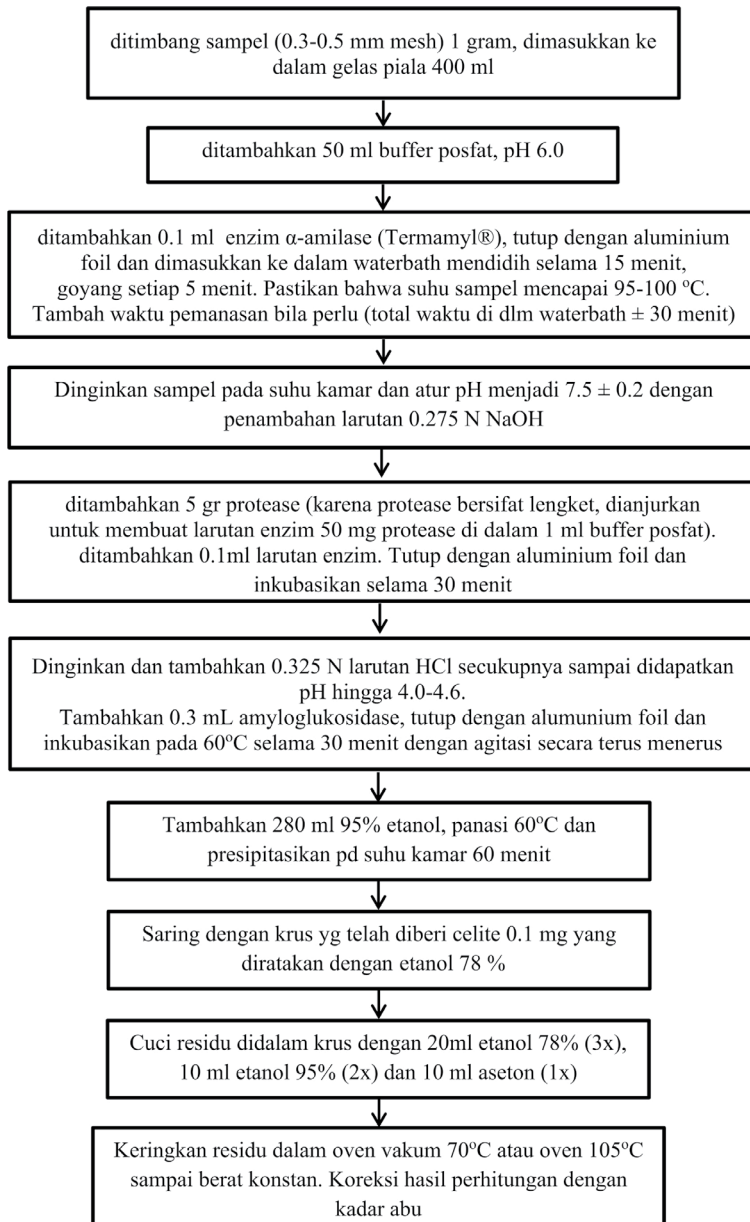 ditimbang sampel (0.3-0.5 mm mesh) 1 gram, dimasukkan ke
dalam gelas piala 400 ml
ditambahkan 50 ml buffer posfat, pH 6.0
ditambahkan 0.1 ml enzim α-amilase (Termamyl®), tutup dengan aluminium
foil dan dimasukkan ke dalam waterbath mendidih selama 15 menit,
goyang setiap 5 menit. Pastikan bahwa suhu sampel mencapai 95-100 °C.
Tambah waktu pemanasan bila perlu (total waktu di dlm waterbath ± 30 menit)
Dinginkan sampel pada suhu kamar dan atur pH menjadi 7.5 ± 0.2 dengan
penambahan larutan 0.275 N NaOH
ditambahkan 5 gr protease (karena protease bersifat lengket, dianjurkan
untuk membuat larutan enzim 50 mg protease di dalam 1 ml buffer posfat).
ditambahkan 0.1ml larutan enzim. Tutup dengan aluminium foil dan
inkubasikan selama 30 menit
Dinginkan dan tambahkan 0.325 N larutan HCl secukupnya sampai didapatkan
pH hingga 4.0-4.6.
Tambahkan 0.3 mL amyloglukosidase, tutup dengan alumunium foil dan
inkubasikan pada 60°C selama 30 menit dengan agitasi secara terus menerus
Tambahkan 280 ml 95% etanol, panasi 60°C dan
presipitasikan pd suhu kamar 60 menit
Saring dengan krus yg telah diberi celite 0.1 mg yang
diratakan dengan etanol 78 %
Cuci residu didalam krus dengan 20ml etanol 78% (3x),
10 ml etanol 95% (2x) dan 10 ml aseton (1x)
Keringkan residu dalam oven vakum 70°C atau oven 105°C
sampai berat konstan. Koreksi hasil perhitungan dengan
kadar abu